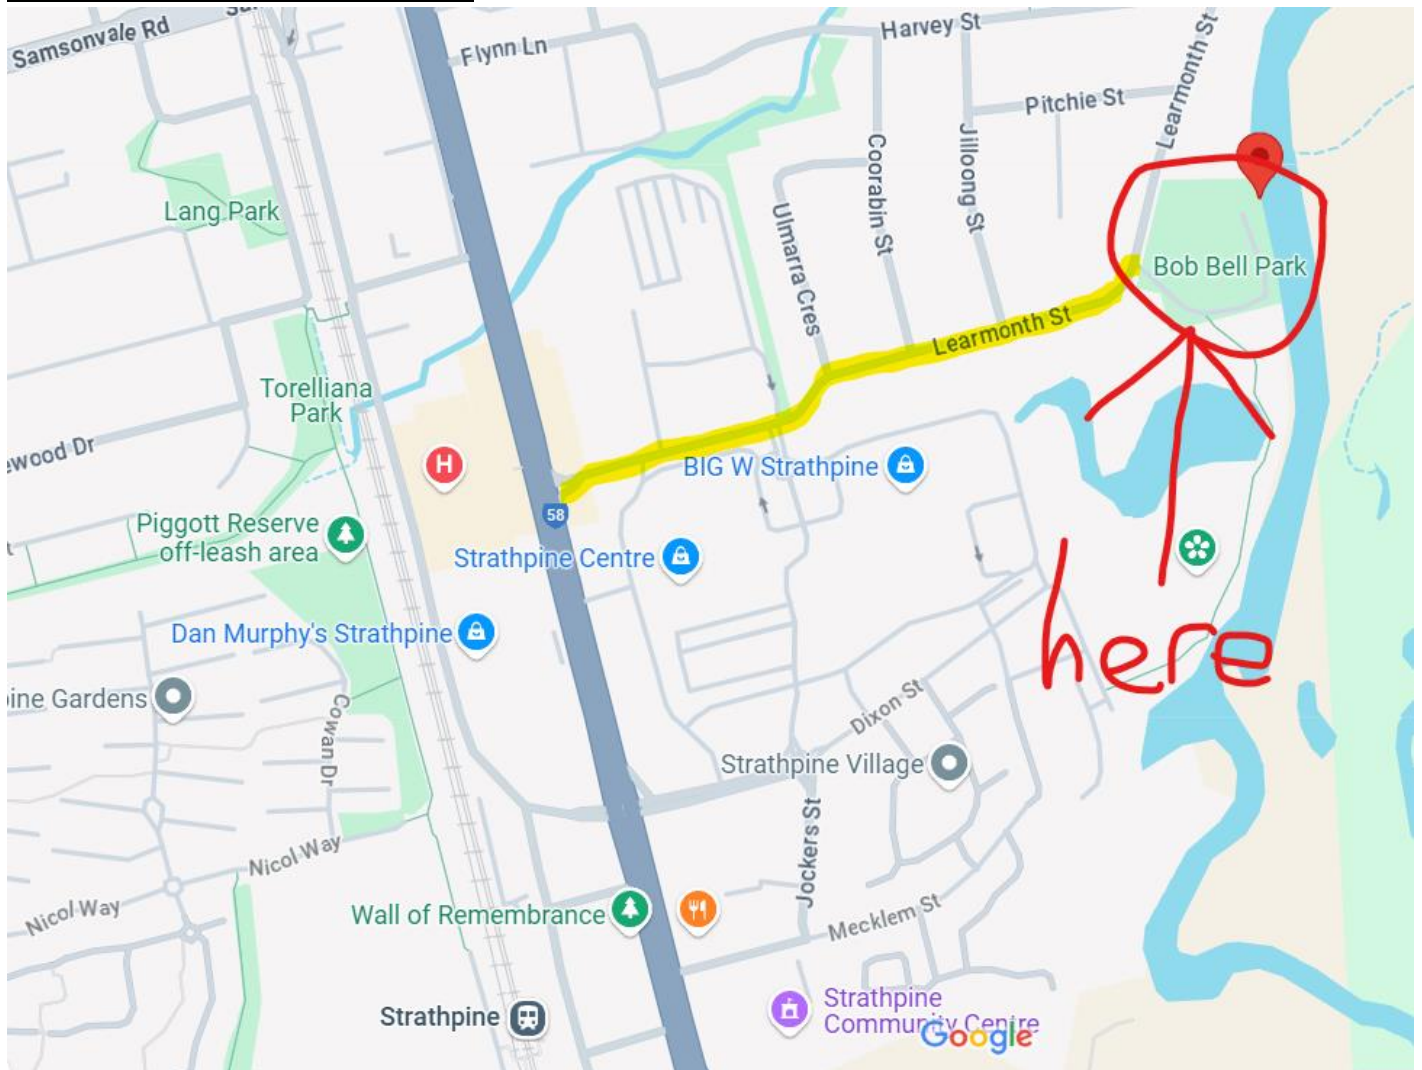 Samsonvale Rd
Flynn Ln
Harvey St
Learmonth St
Pitchie St
Jilloong St
Coorabin St
Ulmarra Cres
Lang Park
Bob Bell Park
Learmonth St
Torelliana
Park
ewood Dr
H
BIG W Strathpine
58
Piggott Reserve
off-leash area
Strathpine Centre
Dan Murphy's Strathpine
here
ine Gardens
Cowan Dr
Dixon St
Strathpine Village
Jockers St
Nicol Way
Nicol Way
Wall of Remembrance
Mecklem St
Strathpine
Strathpine
Community Centre
Google